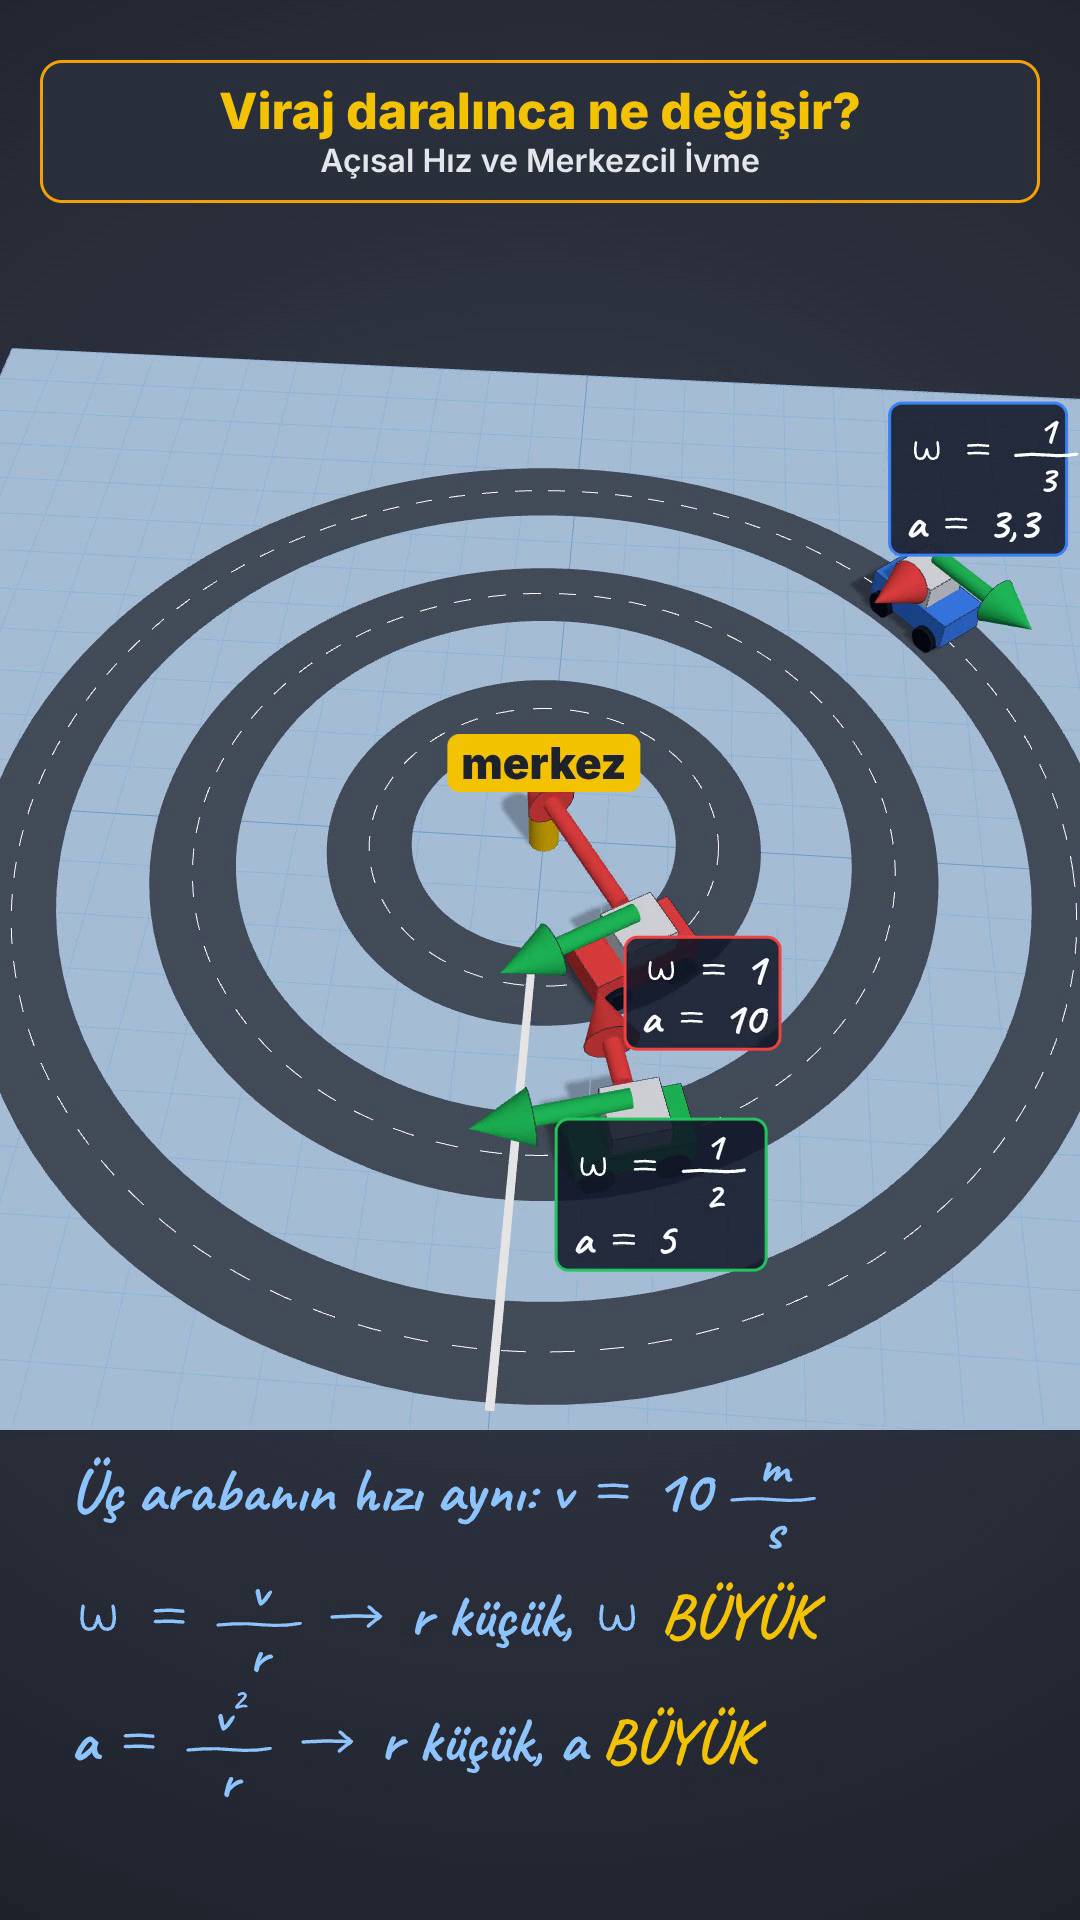 Viraj daralınca ne değişir?
Açısal Hız ve Merkezcil İvme
ω = 1/3
a = 3,3
merkez
ω = 1
a = 10
ω = 1/2
a = 5
Üç arabanın hızı aynı: v = 10 m/s
ω = v/r → r küçük, ω BÜYÜK
a = v²/r → r küçük, a BÜYÜK